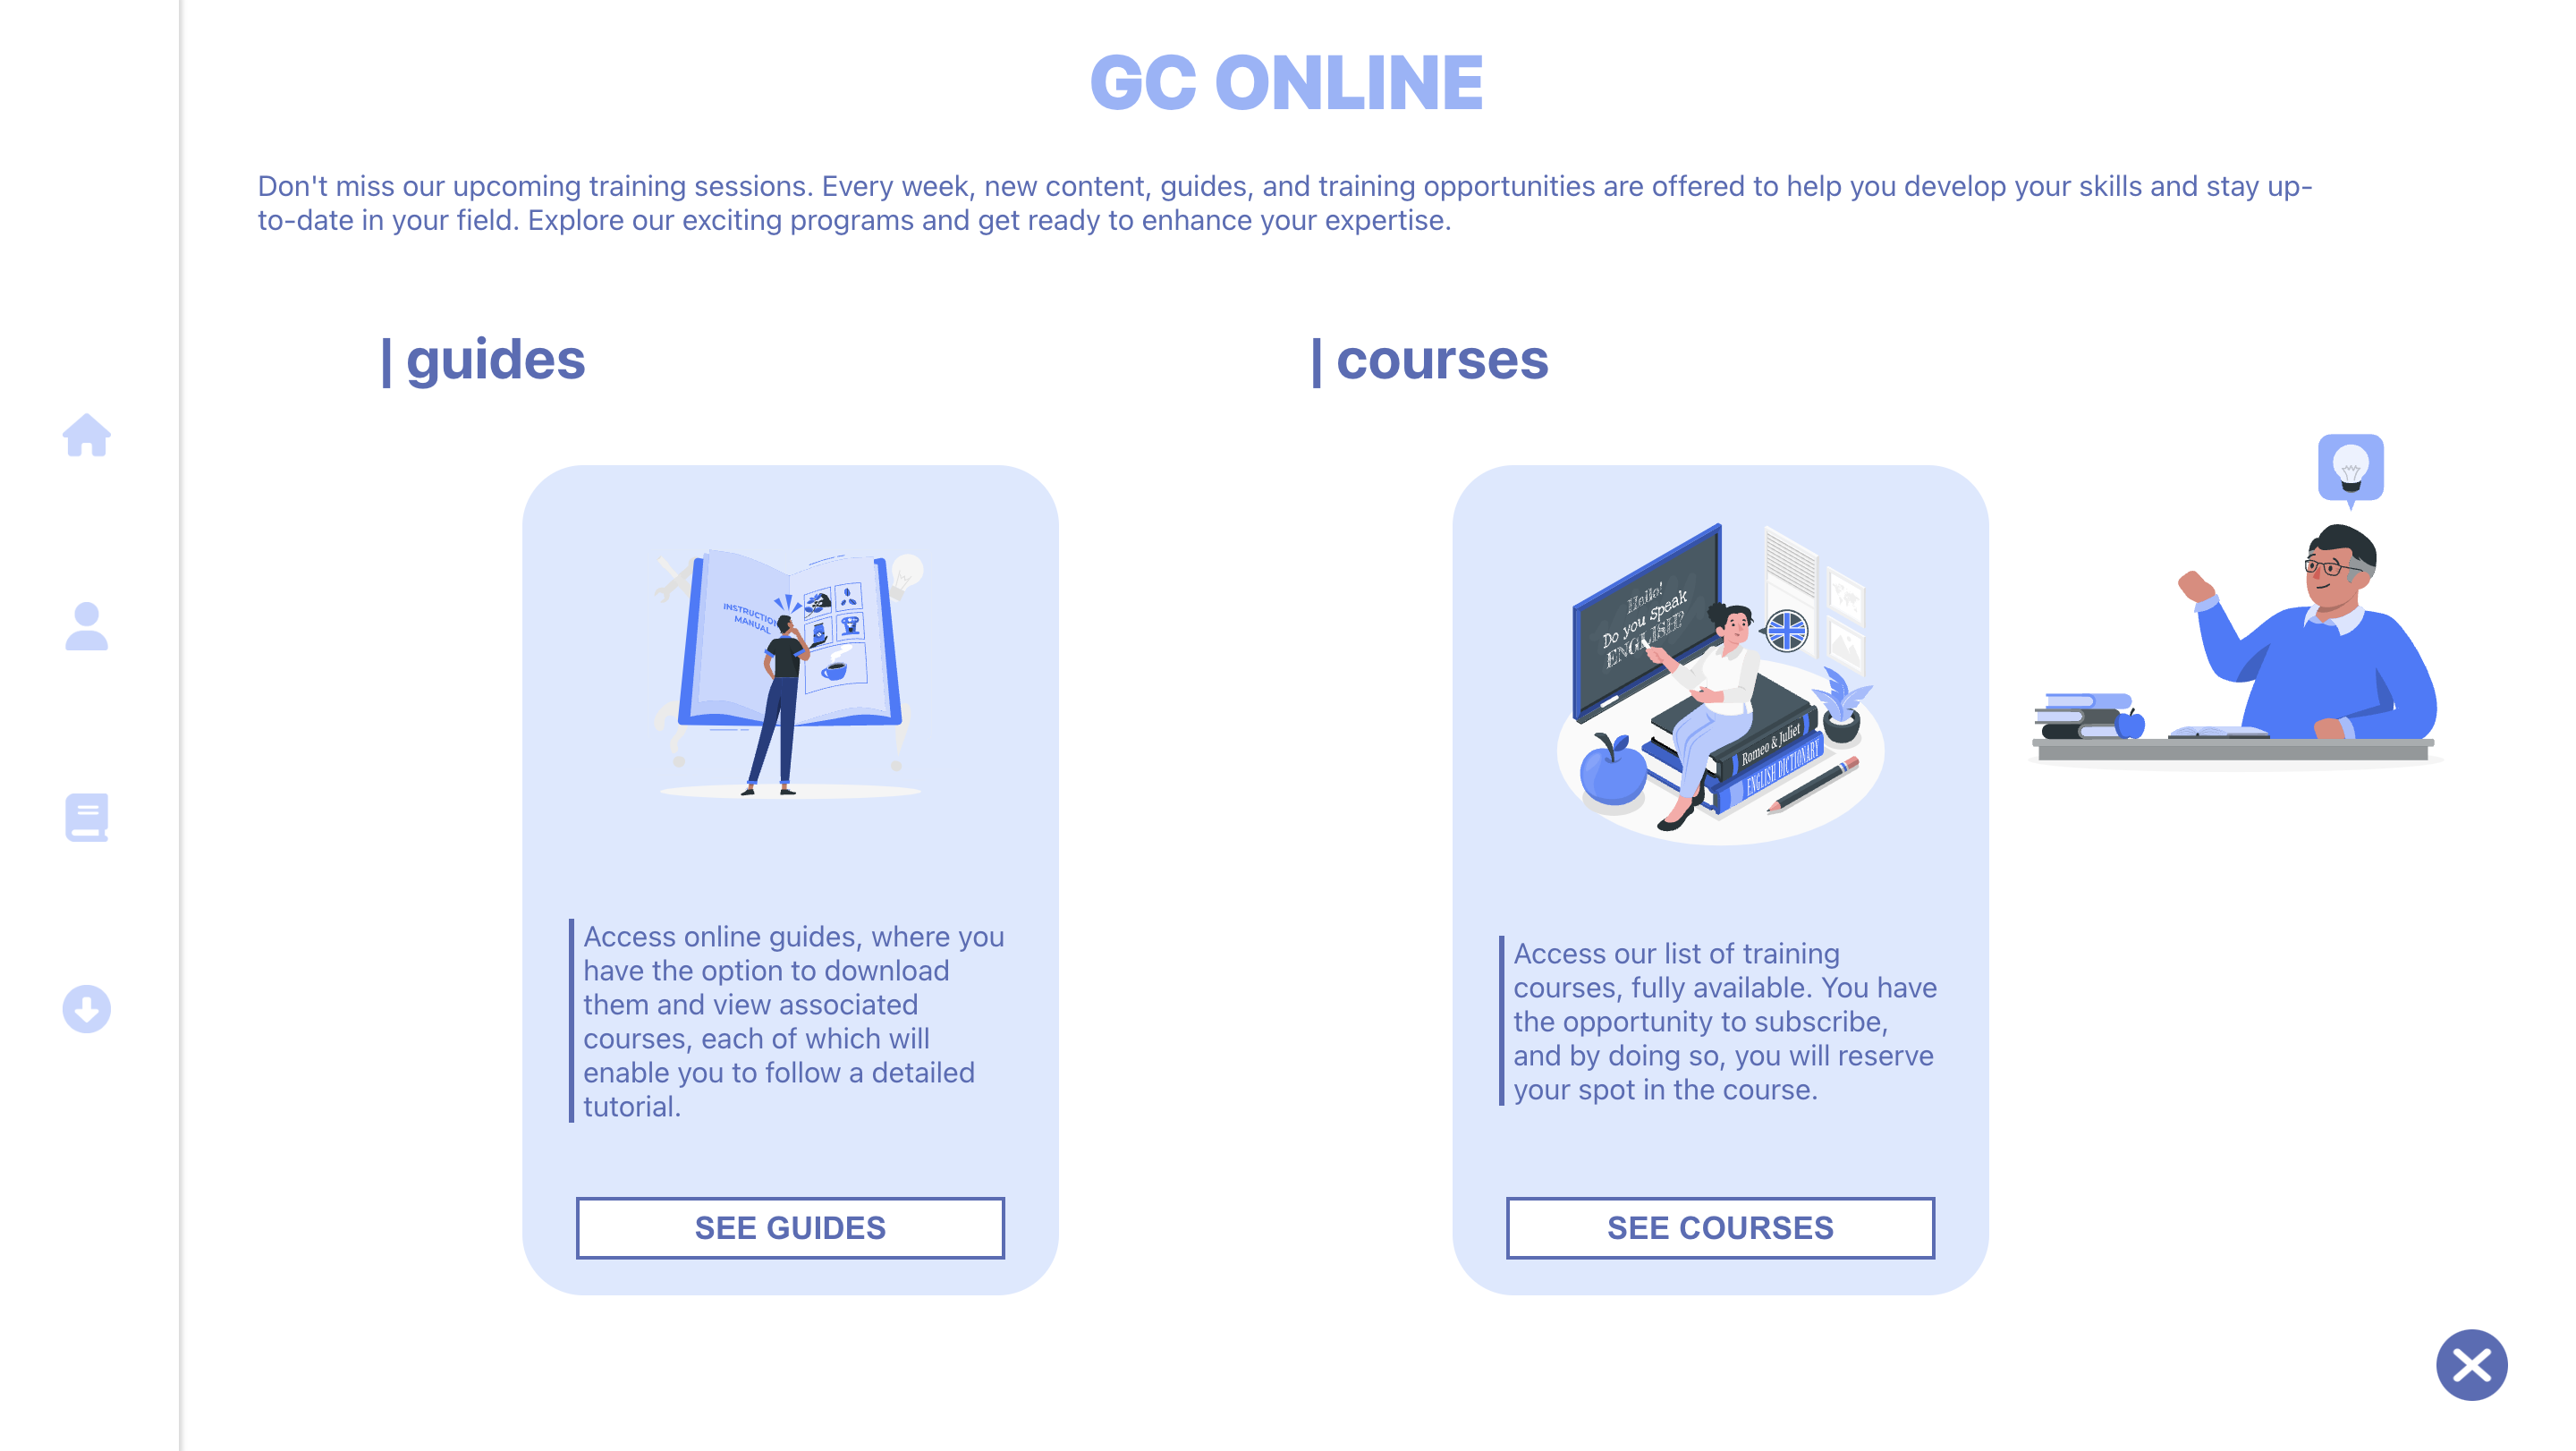 GC ONLINE
Don't miss our upcoming training sessions. Every week, new content, guides, and training opportunities are offered to help you develop your skills and stay up-
to-date in your field. Explore our exciting programs and get ready to enhance your expertise.
| guides
| courses
INSTRUCTION
MANUAL
Hello!
Do you speak
ENGLISH?
Romeo & Juliet
ENGLISH DICTIONARY
Access online guides, where you
have the option to download
them and view associated
courses, each of which will
enable you to follow a detailed
tutorial.
Access our list of training
courses, fully available. You have
the opportunity to subscribe,
and by doing so, you will reserve
your spot in the course.
SEE GUIDES
SEE COURSES